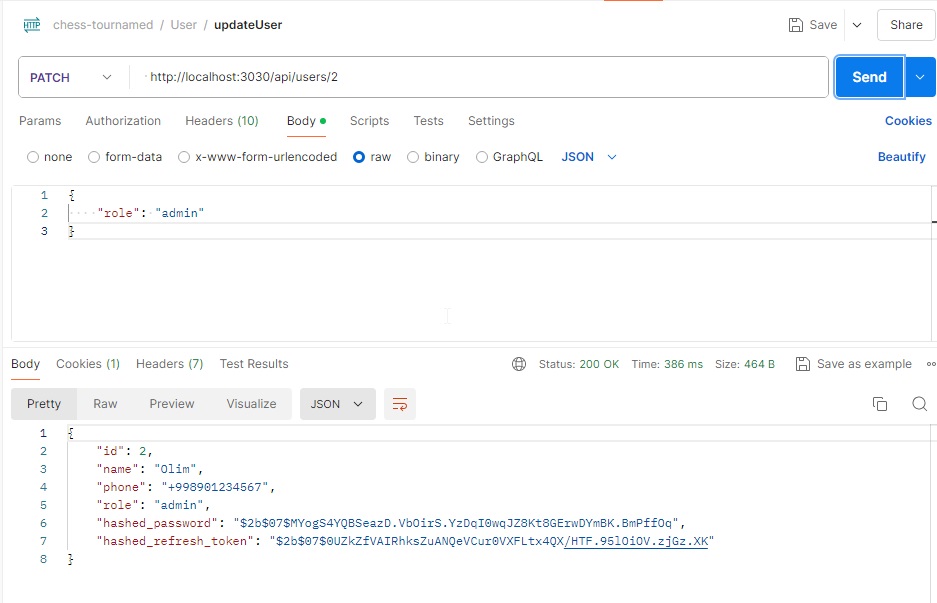 HTTP chess-tournamed / User / updateUser Save Share
PATCH http://localhost:3030/api/users/2 Send
Params Authorization Headers (10) Body Scripts Tests Settings Cookies
none form-data x-www-form-urlencoded raw binary GraphQL JSON Beautify
1 {
2 ····"role":·"admin"
3 }
Body Cookies (1) Headers (7) Test Results Status: 200 OK Time: 386 ms Size: 464 B Save as example
Pretty Raw Preview Visualize JSON
1 {
2 "id": 2,
3 "name": "Olim",
4 "phone": "+998901234567",
5 "role": "admin",
6 "hashed_password": "$2b$07$MYogS4YQBSeazD.VbOirS.YzDqI0wqJZ8Kt8GErwDYmBK.BmPffOq",
7 "hashed_refresh_token": "$2b$07$0UZkZfVAIRhksZuANQeVCur0VXFLtx4QX/HTF.95lOiOV.zjGz.XK"
8 }